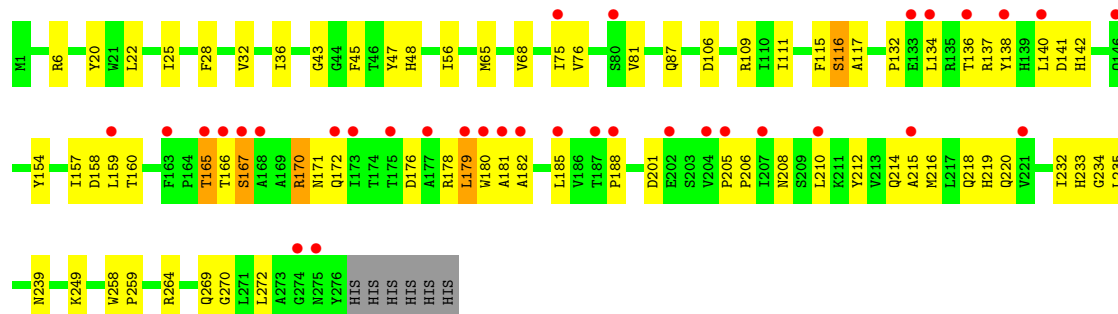 M1 R6 Y20 W21 L22 I25 F28 V32 I36 G43 G44 F45 T46 Y47 H48 I56 M65 V68 I75 V76 S80 V81 Q87 D106 R109 I110 I111 F115 S116 A117 P132 E133 L134 R135 T136 R137 Y138 H139 L140 D141 H142
Y154 I157 D158 L159 T160 F163 P164 T165 T166 S167 A168 A169 R170 N171 Q172 I173 T174 T175 D176 A177 R178 L179 W180 A181 A182 L185 V186 T187 P188 D201 E202 S203 V204 P205 P206 I207 N208 S209 L210 K211 Y212 V213 Q214 A215 M216 L217 Q218 H219 Q220 V221 I232 H233 G234
N239 K249 W258 P259 R264 Q269 G270 L271 L272 A273 G274 N275 Y276 HIS HIS HIS HIS HIS HIS